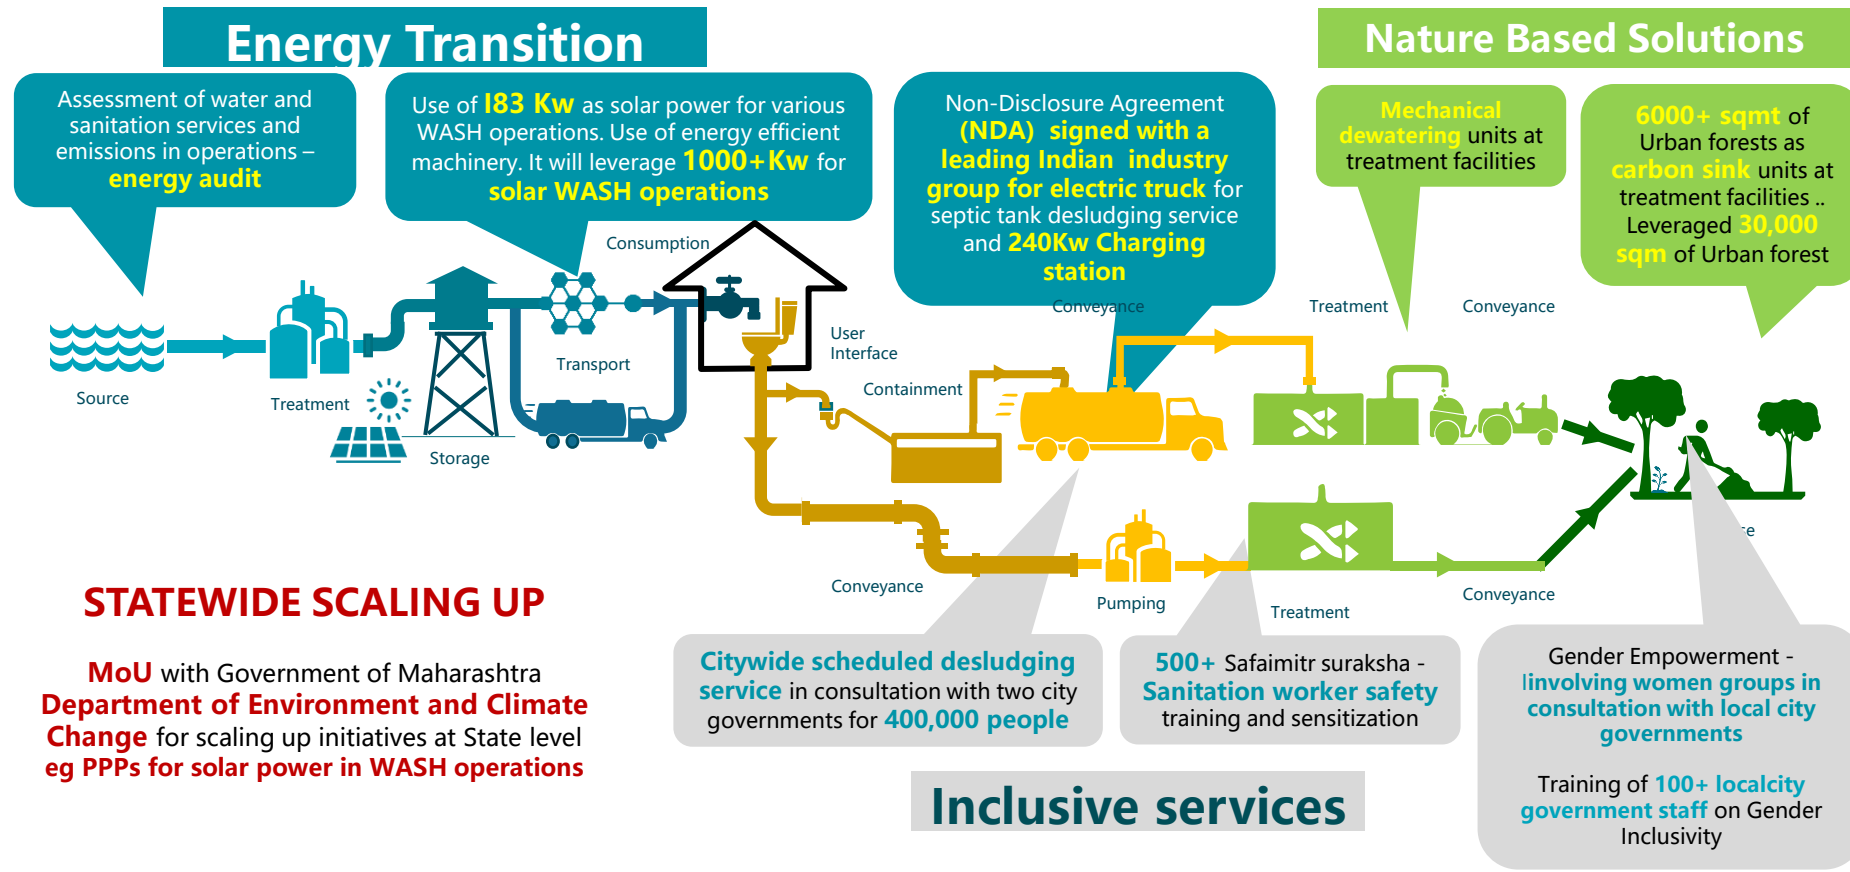 Energy Transition
Nature Based Solutions
Assessment of water and
sanitation services and
emissions in operations –
energy audit
Use of I83 Kw as solar power for various
WASH operations. Use of energy efficient
machinery. It will leverage 1000+Kw for
solar WASH operations
Non-Disclosure Agreement
(NDA) signed with a
leading Indian industry
group for electric truck for
septic tank desludging service
and 240Kw Charging
station
Mechanical
dewatering units at
treatment facilities
6000+ sqmt of
Urban forests as
carbon sink units at
treatment facilities ..
Leveraged 30,000
sqm of Urban forest
Consumption
Conveyance
Treatment
Conveyance
User
Interface
Transport
Containment
Source
Treatment
Storage
Conveyance
Pumping
Treatment
Conveyance
STATEWIDE SCALING UP
MoU with Government of Maharashtra
Department of Environment and Climate
Change for scaling up initiatives at State level
eg PPPs for solar power in WASH operations
Citywide scheduled desludging
service in consultation with two city
governments for 400,000 people
500+ Safaimitr suraksha -
Sanitation worker safety
training and sensitization
Gender Empowerment -
Iinvolving women groups in
consultation with local city
governments
Training of 100+ localcity
government staff on Gender
Inclusivity
Inclusive services